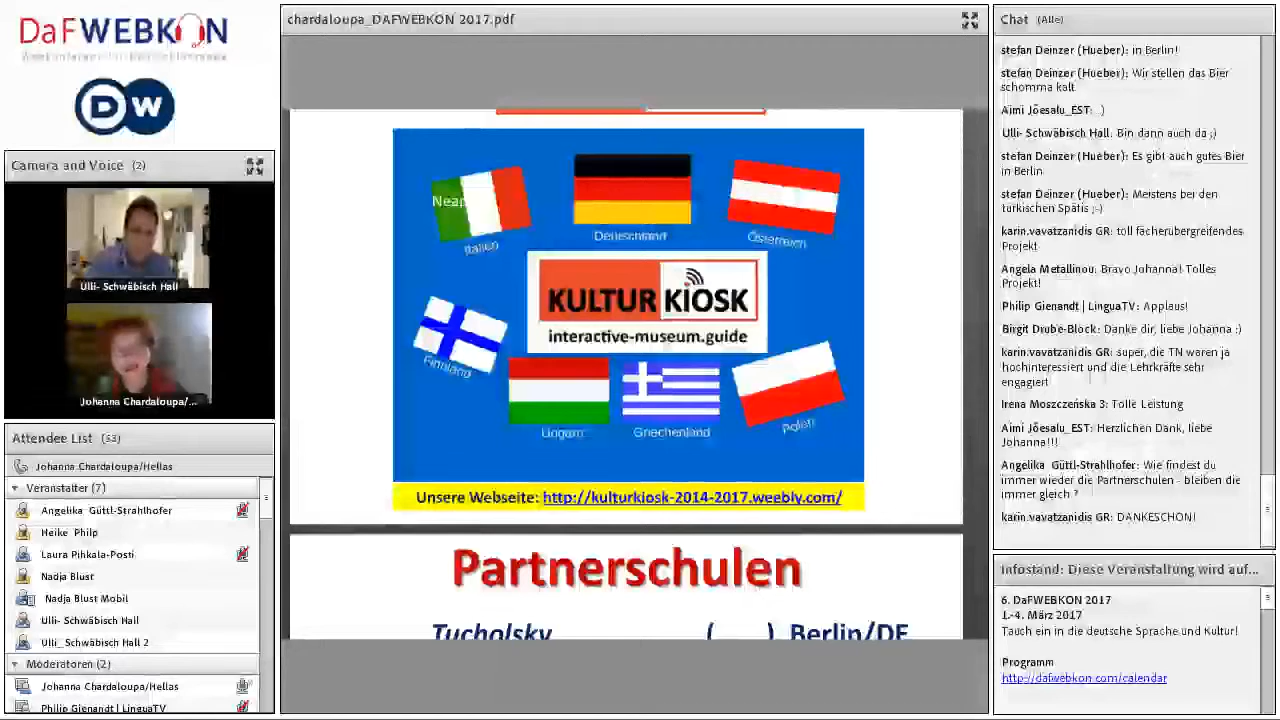 DaFWEBKON
DW
Camera and Voice (2)
Ulli- Schwäbisch Hall
Johanna Chardaloupa/...
Attendee List (53)
Johanna Chardaloupa/Hellas
Veranstalter (7)
Angelika Güttl-Strahlhofer
Heike Philp
Laura Pihkala-Posti
Nadja Blust
Nadja Blust Mobil
Ulli- Schwäbisch Hall
Ulli_Schwäbisch Hall 2
Moderatoren (2)
Johanna Chardaloupa/Hellas
Philip Gienandt | LinguaTV
chardaloupa_DAFWEBKON 2017.pdf
Neap
Italien
Deutschland
Österreich
KULTUR KIOSK
interactive-museum.guide
Finnland
Ungarn
Griechenland
Polen
Unsere Webseite: http://kulturkiosk-2014-2017.weebly.com/
Partnerschulen
Tucholsky ( ) Berlin/DE
Chat (Alle)
stefan Deinzer (Hueber): in Berlin!
stefan Deinzer (Hueber): Wir stellen das Bier
schomma kalt
Aimi Jõesalu_EST: :)
Ulli- Schwäbisch Hall: Bin dann auch da ;)
stefan Deinzer (Hueber): Es gibt auch gutes Bier
in Berlin
stefan Deinzer (Hueber): Meistens bei den
türkischen Spätis ;-)
karin.vavatzanidis GR: toll fächerübergreifendes
Projekt
Angela Metallinou: Bravo Johanna! Tolles
Projekt!
Philip Gienandt | LinguaTV: Applaus!
Birgit Drube-Block: Danke dir, liebe Johanna :)
karin.vavatzanidis GR: super, die TN waren ja
hochinteressiert und die Lehrkräfte sehr
engagiert
Irena Moszczeńska 3: Tolle Leistung
Aimi Jõesalu_EST: Herzlichen Dank, liebe
Johanna!!!
Angelika Güttl-Strahlhofer: Wie findest du
immer wieder die Partnerschulen - bleiben die
immer gleich ?
karin.vavatzanidis GR: DANKESCHÖN!
Infostand: Diese Veranstaltung wird auf...
6. DaFWEBKON 2017
1.-4. März 2017
Tauch ein in die deutsche Sprache und Kultur!
Programm
http://dafwebkon.com/calendar